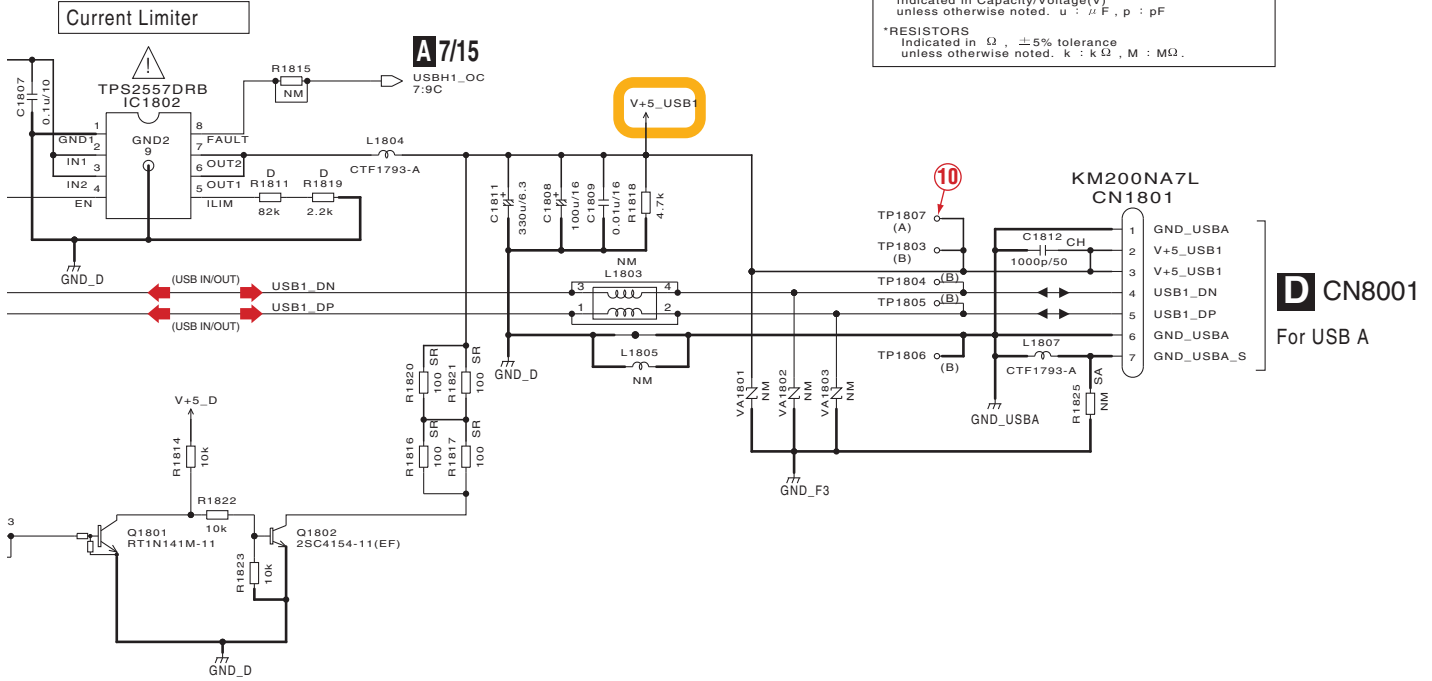 Current Limiter
Indicated in Capacity/Voltage(V)
unless otherwise noted. u : μF, p : pF
*RESISTORS
Indicated in Ω, ±5% tolerance
unless otherwise noted. k : kΩ, M : MΩ.
A 7/15
USBH1_OC
7:9C
R1815
NM
C1807
0.1u/10
TPS2557DRB
IC1802
1
GND1
2
IN1
3
IN2
4
EN
GND2
9
8
FAULT
7
OUT2
6
OUT1
5
ILIM
L1804
CTF1793-A
D
R1811
82k
D
R1819
2.2k
GND_D
V+5_USB1
C1811
330u/6.3
C1808
100u/16
C1809
0.01u/16
R1818
4.7k
10
TP1807
(A)
TP1803
(B)
TP1804
(B)
TP1805
(B)
TP1806
(B)
KM200NA7L
CN1801
C1812
CH
1000p/50
1 GND_USBA
2 V+5_USB1
3 V+5_USB1
4 USB1_DN
5 USB1_DP
6 GND_USBA
7 GND_USBA_S
D CN8001
For USB A
(USB IN/OUT)
USB1_DN
USB1_DP
(USB IN/OUT)
NM
L1803
3
4
1
2
L1805
NM
GND_D
L1807
CTF1793-A
R1825
NM
SA
GND_USBA
VA1801
NM
VA1802
NM
VA1803
NM
GND_F3
R1820
100
SR
R1821
100
SR
R1816
100
SR
R1817
100
SR
V+5_D
R1814
10k
R1822
10k
3
Q1801
RT1N141M-11
Q1802
2SC4154-11(EF)
R1823
10k
GND_D